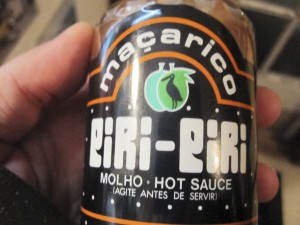 maçarico
PiRi-PiRi
MOLHO · HOT SAUCE
(AGITE ANTES DE SERVIR)